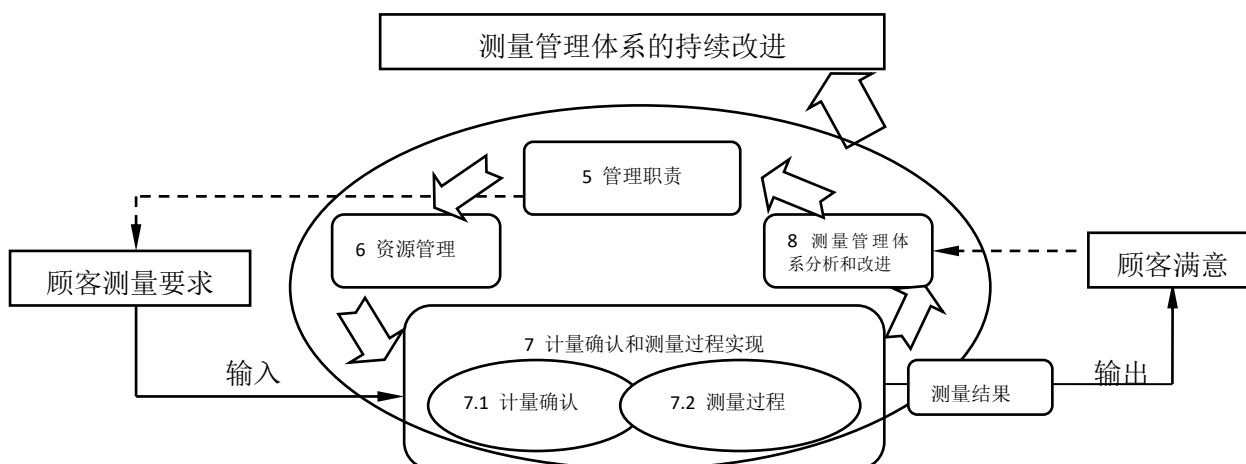 测量管理体系的持续改进
5 管理职责
6 资源管理
8 测量管理体
系分析和改进
顾客测量要求
顾客满意
7 计量确认和测量过程实现
输入
输出
7.1 计量确认
7.2 测量过程
测量结果